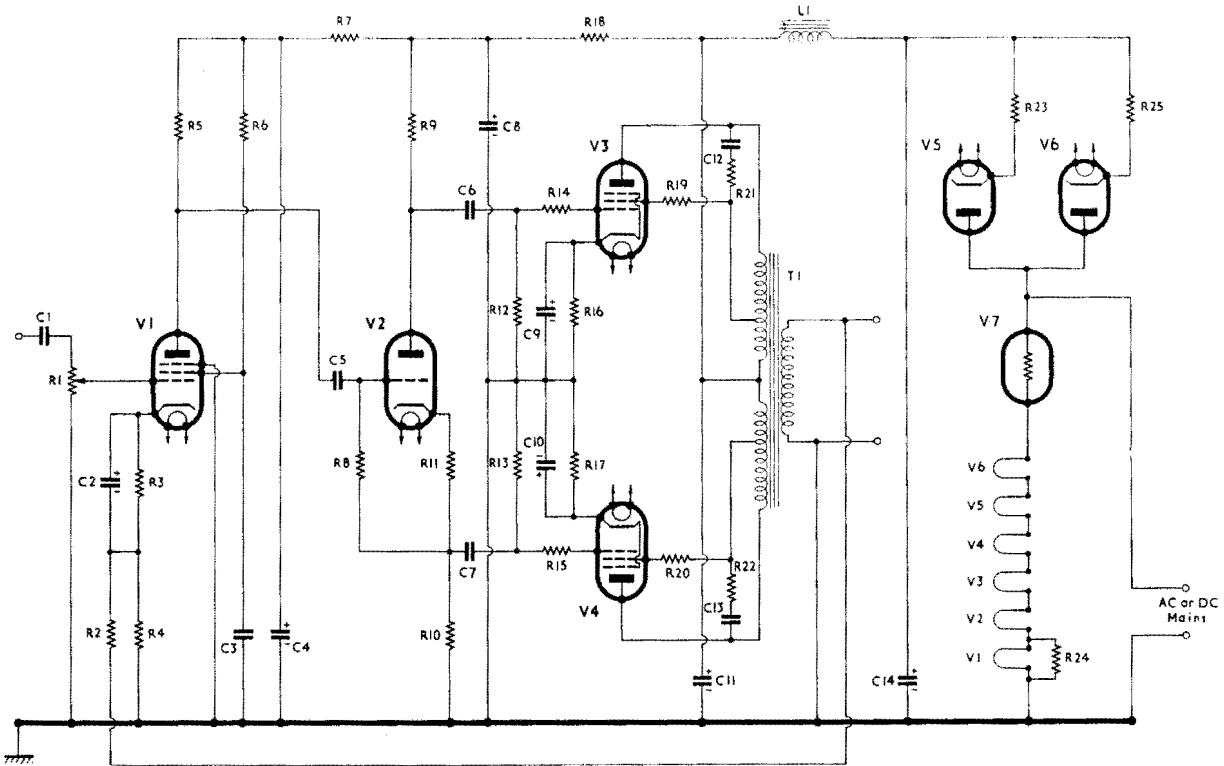 R7
R18
L1
R5
R6
R9
C8
V3
C12
R21
V5
R23
V6
R25
C6
R14
R19
T1
C1
V1
V2
R12
C9
R16
V7
R1
C5
C2
R3
R8
R11
R13
C10
R17
V6
V5
V4
V3
V2
V1
R24
C7
R15
R20
R22
C13
V4
AC or DC
Mains
R2
R4
C3
C4
R10
C11
C14